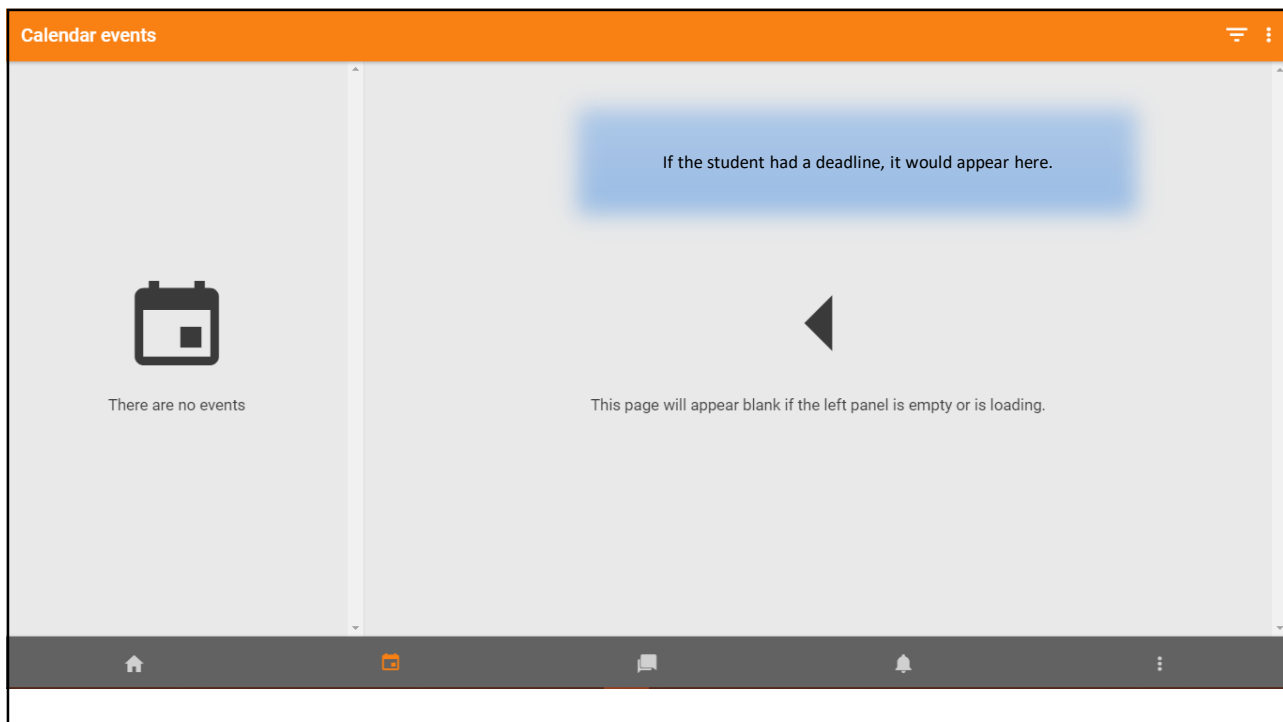 Calendar events
If the student had a deadline, it would appear here.
There are no events
This page will appear blank if the left panel is empty or is loading.